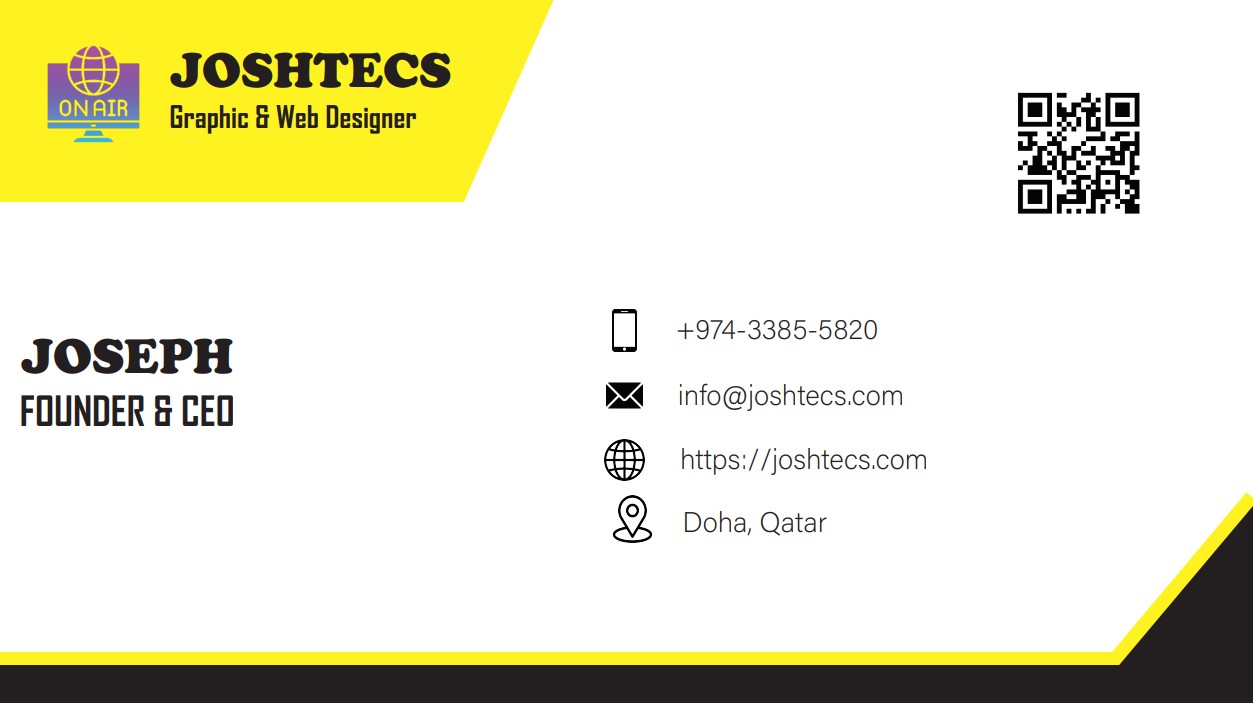 ON AIR
JOSHTECS
Graphic & Web Designer
JOSEPH
FOUNDER & CEO
+974-3385-5820
info@joshtecs.com
https://joshtecs.com
Doha, Qatar